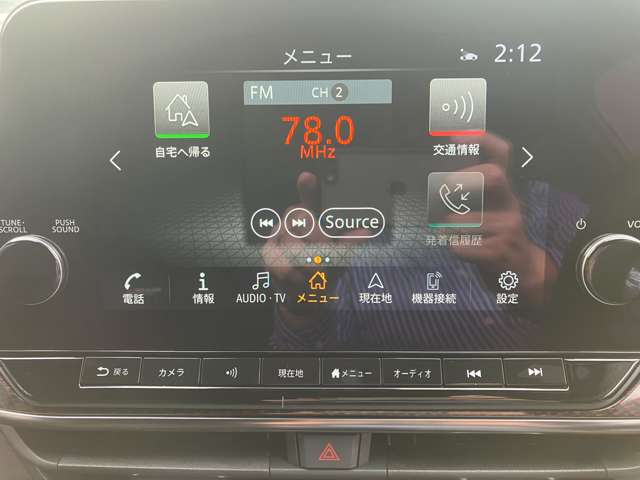 メニュー
2:12
FM CH 2
78.0
MHz
自宅へ帰る
交通情報
Source
発着信履歴
TUNE·
SCROLL
PUSH
SOUND
VO
電話
情報
AUDIO・TV
メニュー
現在地
機器接続
設定
戻る
カメラ
現在地
メニュー
オーディオ